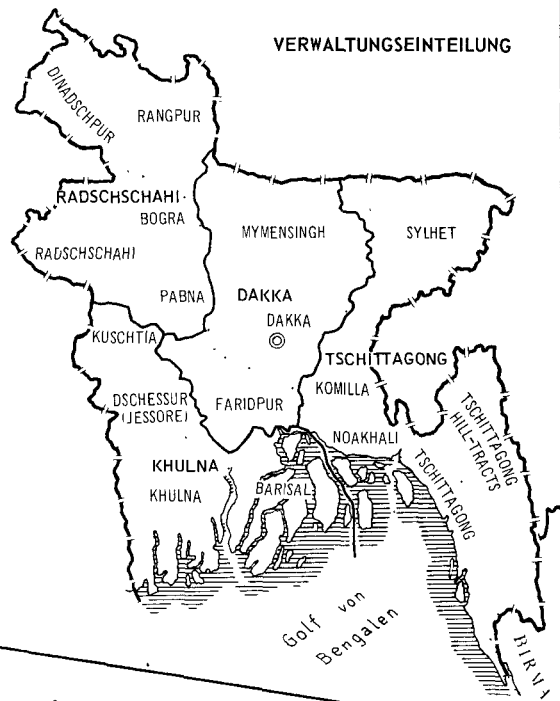 VERWALTUNGSEINTEILUNG
DINADSCHPUR
RANGPUR
RADSCHSCHAHI
BOGRA
MYMENSINGH
SYLHET
RADSCHSCHAHI
PABNA
DAKKA
DAKKA
KUSCHTIA
TSCHITTAGONG
DSCHESSUR
(JESSORE)
FARIDPUR
KOMILLA
TSCHITTAGONG
HILL-TRACTS
NOAKHALI
TSCHITTAGONG
KHULNA
KHULNA
BARISAL
Golf von
Bengalen
BIRMA